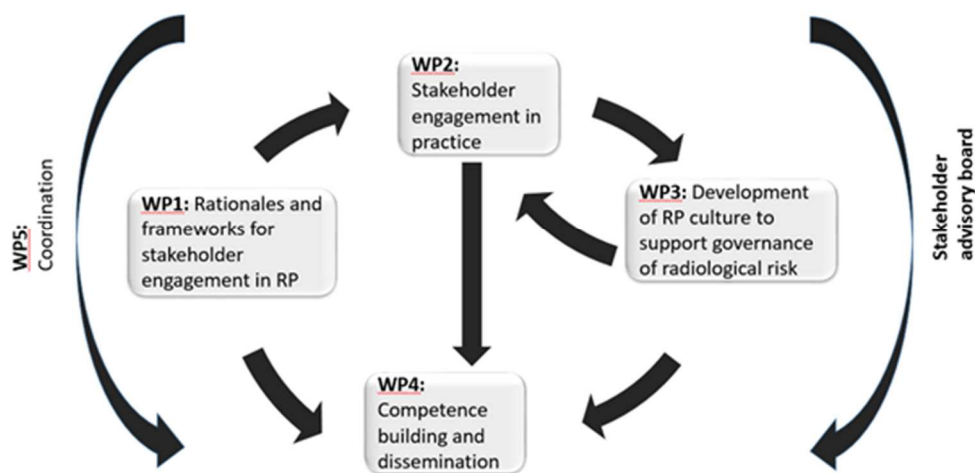 WP5:
Coordination
WP1: Rationales and
frameworks for
stakeholder
engagement in RP
WP2:
Stakeholder
engagement in
practice
WP3: Development
of RP culture to
support governance
of radiological risk
WP4:
Competence
building and
dissemination
Stakeholder
advisory board